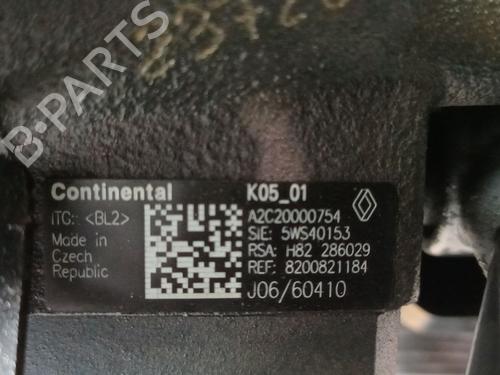 B-PARTS
Continental K05_01
ITC: <BL2> A2C20000754
SIE: 5WS40153
Made in
Czech
Republic
RSA: H82 286029
REF: 8200821184
J06/60410